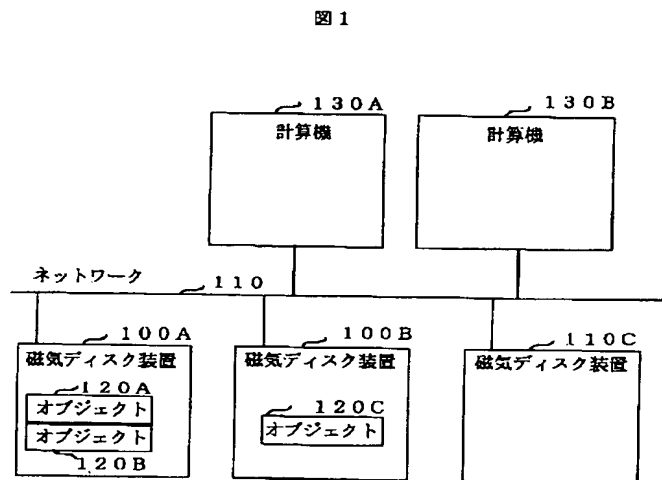 図1
130A
計算機
130B
計算機
ネットワーク
110
100A
磁気ディスク装置
120A
オブジェクト
オブジェクト
120B
100B
磁気ディスク装置
120C
オブジェクト
110C
磁気ディスク装置